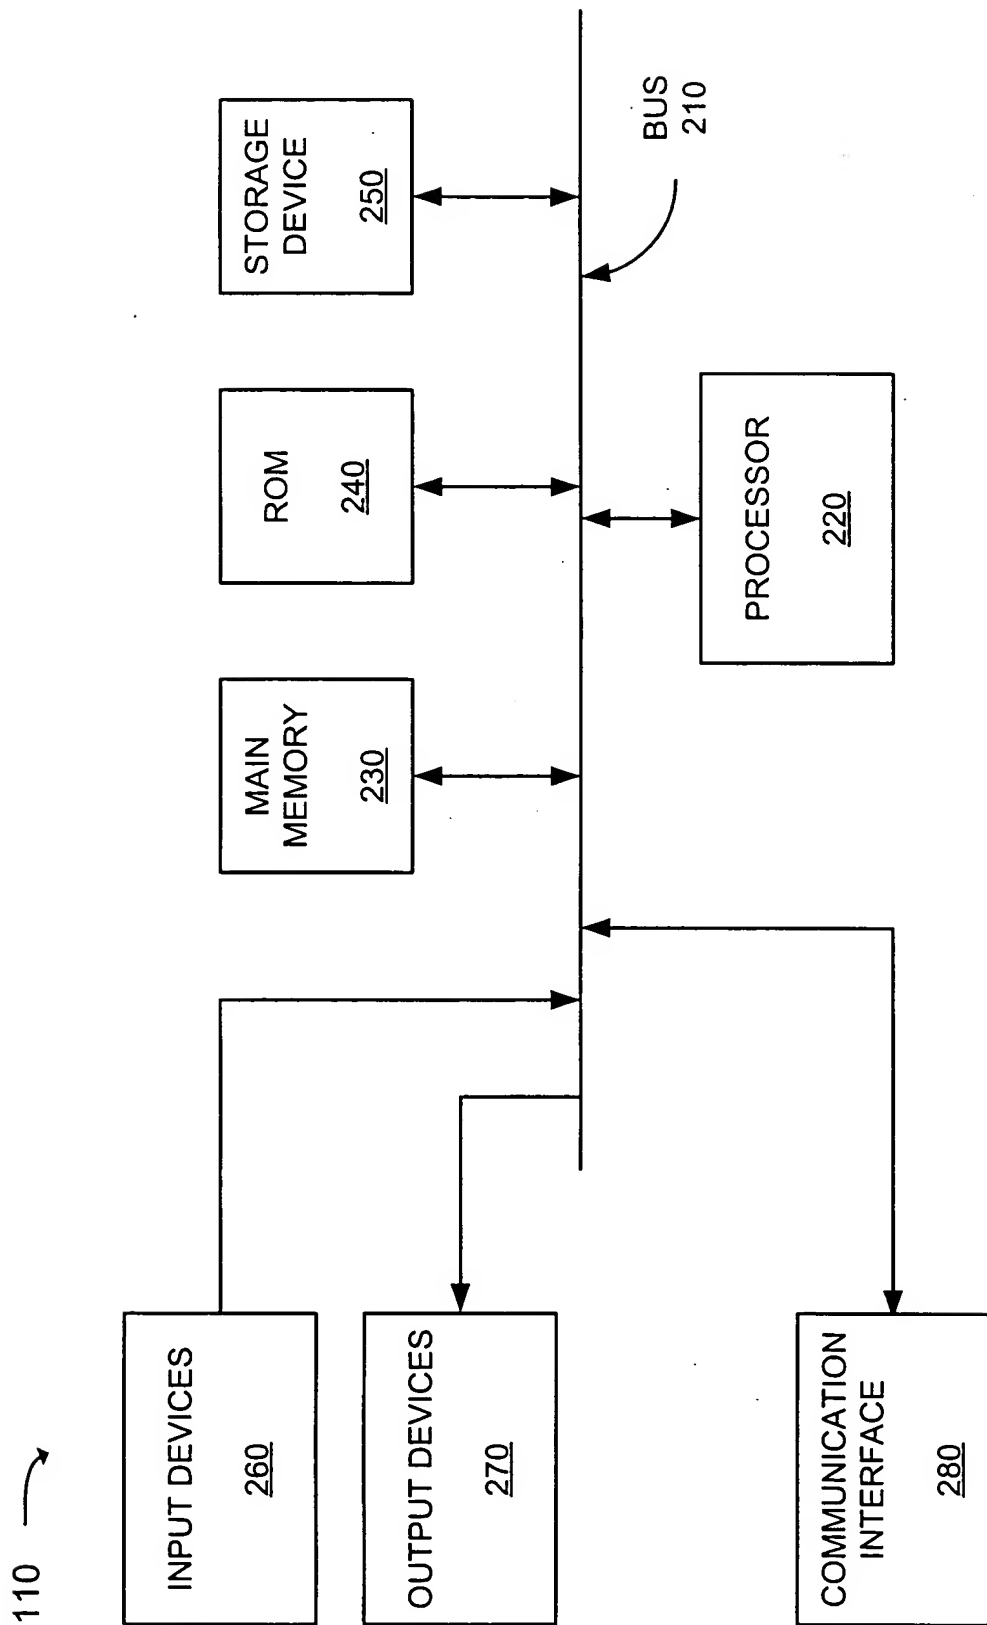 110
INPUT DEVICES
260
OUTPUT DEVICES
270
COMMUNICATION
INTERFACE
280
MAIN
MEMORY
230
ROM
240
STORAGE
DEVICE
250
PROCESSOR
220
BUS
210